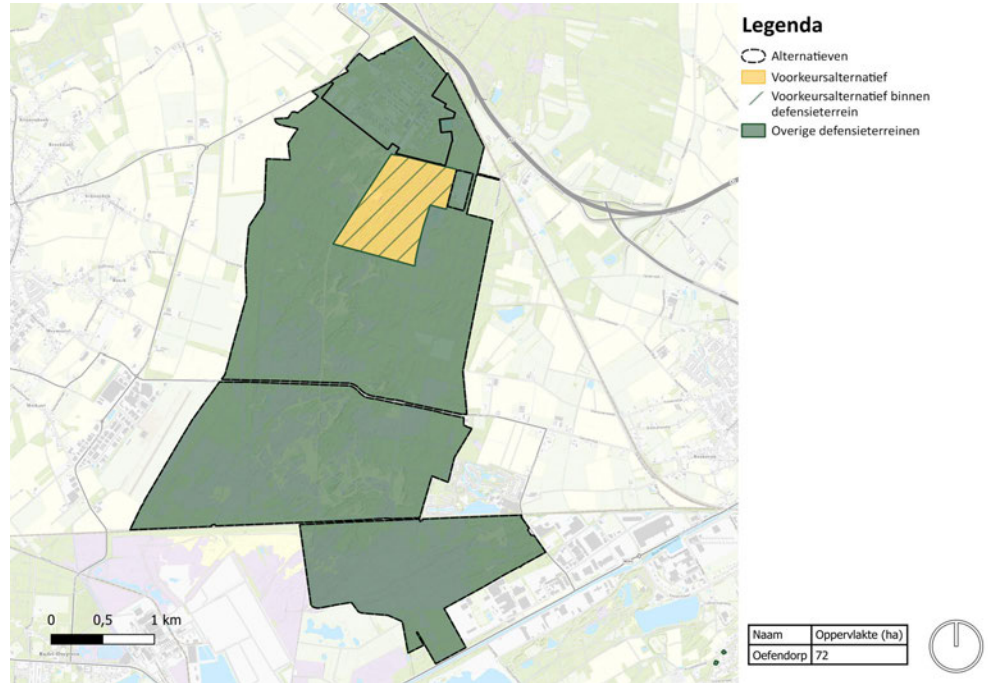 Legenda
Alternatieven
Voorkeursalternatief
Voorkeursalternatief binnen
defensieterrein
Overige defensieterreinen
0 0,5 1 km
Naam Oppervlakte (ha)
Oefendorp 72